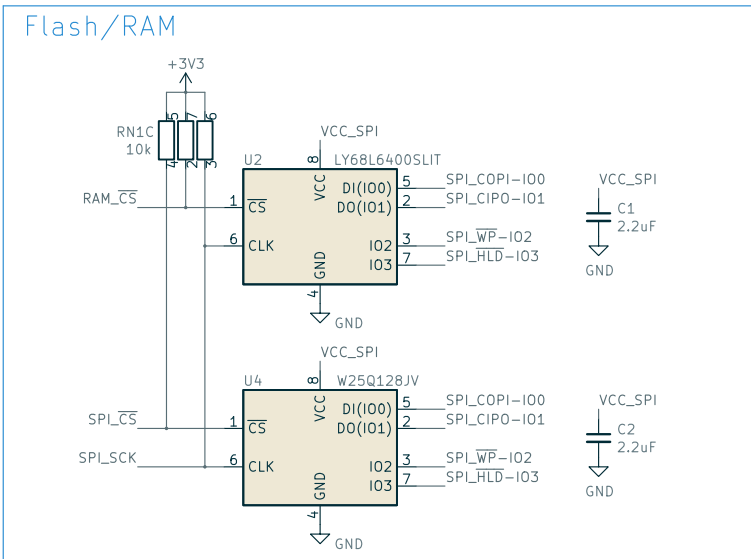 Flash/RAM
+3V3
5
7
6
RN1C
10k
4
2
3
VCC_SPI
U2
8
LY68L6400SLIT
RAM_CS
1
CS
VCC
DI(IO0)
5
SPI_COPI-IO0
DO(IO1)
2
SPI_CIPO-IO1
6
CLK
IO2
3
SPI_WP-IO2
GND
IO3
7
SPI_HLD-IO3
4
GND
VCC_SPI
C1
2.2uF
GND
VCC_SPI
U4
8
W25Q128JV
SPI_CS
1
CS
VCC
DI(IO0)
5
SPI_COPI-IO0
DO(IO1)
2
SPI_CIPO-IO1
SPI_SCK
6
CLK
IO2
3
SPI_WP-IO2
GND
IO3
7
SPI_HLD-IO3
4
GND
VCC_SPI
C2
2.2uF
GND